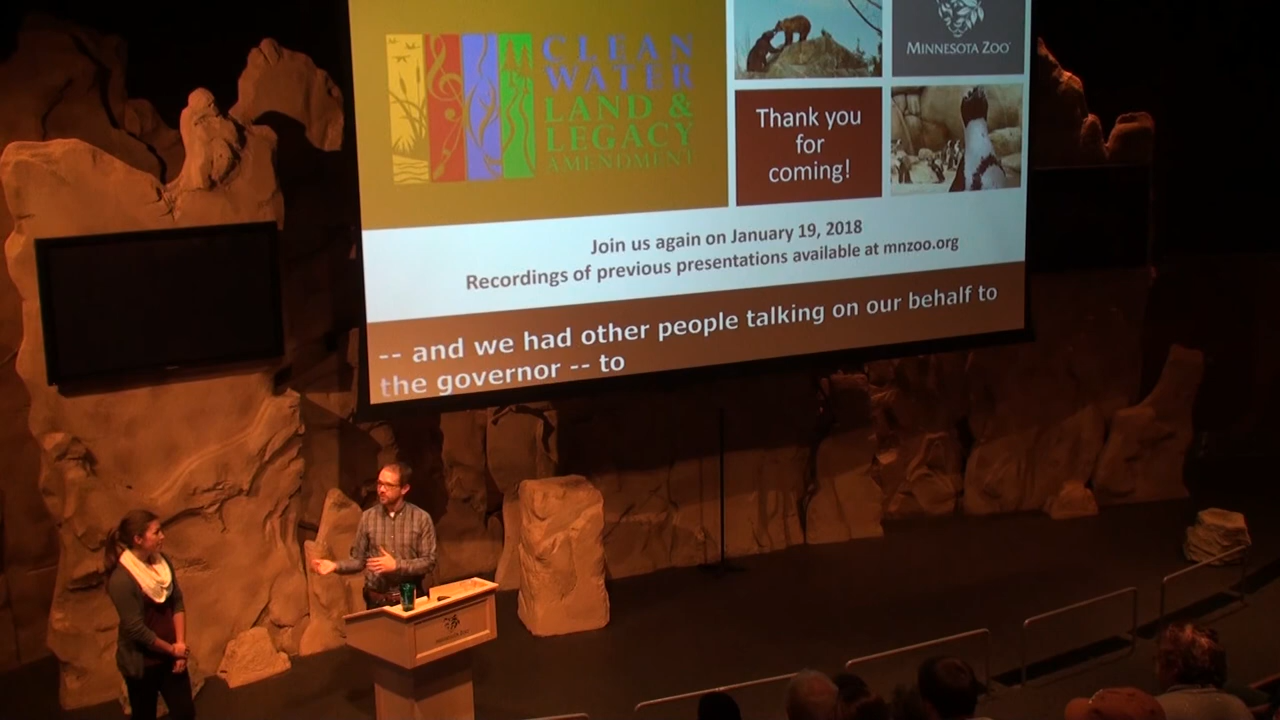 CLEAN
WATER
LAND &
LEGACY
AMENDMENT
MINNESOTA ZOO
Thank you
for
coming!
Join us again on January 19, 2018
Recordings of previous presentations available at mnzoo.org
-- and we had other people talking on our behalf to
the governor -- to
MINNESOTA ZOO